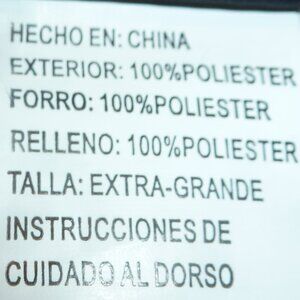 HECHO EN: CHINA
EXTERIOR: 100%POLIESTER
FORRO: 100%POLIESTER
RELLENO: 100%POLIESTER
TALLA: EXTRA-GRANDE
INSTRUCCIONES DE
CUIDADO AL DORSO